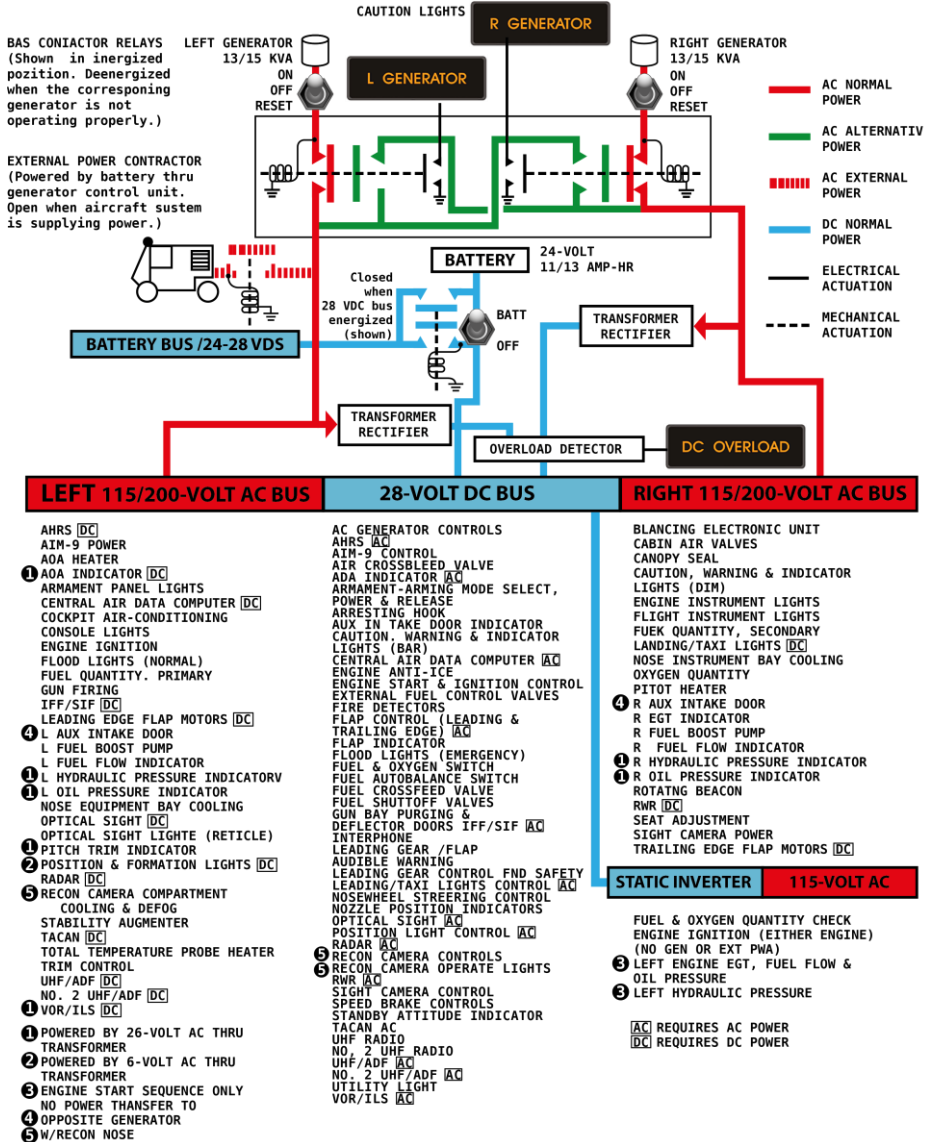 CAUTION LIGHTS
R GENERATOR
BAS CONIACTOR RELAYS
(Shown in inergized
pozition. Deenergized
when the corresponing
generator is not
operating properly.)
LEFT GENERATOR
13/15 KVA
ON
OFF
RESET
L GENERATOR
RIGHT GENERATOR
13/15 KVA
ON
OFF
RESET
AC NORMAL
POWER
AC ALTERNATIV
POWER
AC EXTERNAL
POWER
DC NORMAL
POWER
ELECTRICAL
ACTUATION
MECHANICAL
ACTUATION
EXTERNAL POWER CONTRACTOR
(Powered by battery thru
generator control unit.
Open when aircraft sustem
is supplying power.)
BATTERY
24-VOLT
11/13 AMP-HR
Closed
when
28 VDC bus
energized
(shown)
BATT
OFF
TRANSFORMER
RECTIFIER
BATTERY BUS /24-28 VDS
TRANSFORMER
RECTIFIER
OVERLOAD DETECTOR
DC OVERLOAD
LEFT 115/200-VOLT AC BUS
28-VOLT DC BUS
RIGHT 115/200-VOLT AC BUS
AHRS DC
AIM-9 POWER
AOA HEATER
1 AOA INDICATOR DC
ARMAMENT PANEL LIGHTS
CENTRAL AIR DATA COMPUTER DC
COCKPIT AIR-CONDITIONING
CONSOLE LIGHTS
ENGINE IGNITION
FLOOD LIGHTS (NORMAL)
FUEL QUANTITY. PRIMARY
GUN FIRING
IFF/SIF DC
LEADING EDGE FLAP MOTORS DC
4 L AUX INTAKE DOOR
L FUEL BOOST PUMP
L FUEL FLOW INDICATOR
1 L HYDRAULIC PRESSURE INDICATORV
1 L OIL PRESSURE INDICATOR
NOSE EQUIPMENT BAY COOLING
OPTICAL SIGHT DC
OPTICAL SIGHT LIGHTE (RETICLE)
1 PITCH TRIM INDICATOR
2 POSITION & FORMATION LIGHTS DC
RADAR DC
5 RECON CAMERA COMPARTMENT
COOLING & DEFOG
STABILITY AUGMENTER
TACAN DC
TOTAL TEMPERATURE PROBE HEATER
TRIM CONTROL
UHF/ADF DC
NO. 2 UHF/ADF DC
1 VOR/ILS DC
1 POWERED BY 26-VOLT AC THRU
TRANSFORMER
2 POWERED BY 6-VOLT AC THRU
TRANSFORMER
3 ENGINE START SEQUENCE ONLY
NO POWER TRANSFER TO
4 OPPOSITE GENERATOR
5 W/RECON NOSE
AC GENERATOR CONTROLS
AHRS AC
AIM-9 CONTROL
AIR CROSSBLEED VALVE
ADA INDICATOR AC
ARMAMENT-ARMING MODE SELECT,
POWER & RELEASE
ARRESTING HOOK
AUX IN TAKE DOOR INDICATOR
CAUTION. WARNING & INDICATOR
LIGHTS (BAR)
CENTRAL AIR DATA COMPUTER AC
ENGINE ANTI-ICE
ENGINE START & IGNITION CONTROL
EXTERNAL FUEL CONTROL VALVES
FIRE DETECTORS
FLAP CONTROL (LEADING &
TRAILING EDGE) AC
FLAP INDICATOR
FLOOD LIGHTS (EMERGENCY)
FUEL & OXYGEN SWITCH
FUEL AUTOBALANCE SWITCH
FUEL CROSSFEED VALVE
FUEL SHUTTOFF VALVES
GUN BAY PURGING &
DEFLECTOR DOORS IFF/SIF AC
INTERPHONE
LEADING GEAR /FLAP
AUDIBLE WARNING
LEADING GEAR CONTROL FND SAFETY
LEADING/TAXI LIGHTS CONTROL AC
NOSEWHEEL STREERING CONTROL
NOZZLE POSITION INDICATORS
OPTICAL SIGHT AC
POSITION LIGHT CONTROL AC
RADAR AC
5 RECON CAMERA CONTROLS
5 RECON CAMERA OPERATE LIGHTS
RWR AC
SIGHT CAMERA CONTROL
SPEED BRAKE CONTROLS
STANDBY ATTITUDE INDICATOR
TACAN AC
UHF RADIO
NO, 2 UHF RADIO
UHF/ADF AC
NO. 2 UHF/ADF AC
UTILITY LIGHT
VOR/ILS AC
BLANCING ELECTRONIC UNIT
CABIN AIR VALVES
CANOPY SEAL
CAUTION, WARNING & INDICATOR
LIGHTS (DIM)
ENGINE INSTRUMENT LIGHTS
FLIGHT INSTRUMENT LIGHTS
FUEK QUANTITY, SECONDARY
LANDING/TAXI LIGHTS DC
NOSE INSTRUMENT BAY COOLING
OXYGEN QUANTITY
PITOT HEATER
4 R AUX INTAKE DOOR
R EGT INDICATOR
R FUEL BOOST PUMP
R FUEL FLOW INDICATOR
1 R HYDRAULIC PRESSURE INDICATOR
1 R OIL PRESSURE INDICATOR
ROTATNG BEACON
RWR DC
SEAT ADJUSTMENT
SIGHT CAMERA POWER
TRAILING EDGE FLAP MOTORS DC
STATIC INVERTER 115-VOLT AC
FUEL & OXYGEN QUANTITY CHECK
ENGINE IGNITION (EITHER ENGINE)
(NO GEN OR EXT PWA)
3 LEFT ENGINE EGT, FUEL FLOW &
OIL PRESSURE
3 LEFT HYDRAULIC PRESSURE
AC REQUIRES AC POWER
DC REQUIRES DC POWER